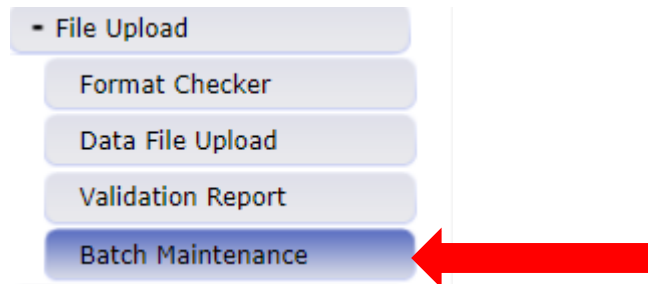 - File Upload
Format Checker
Data File Upload
Validation Report
Batch Maintenance